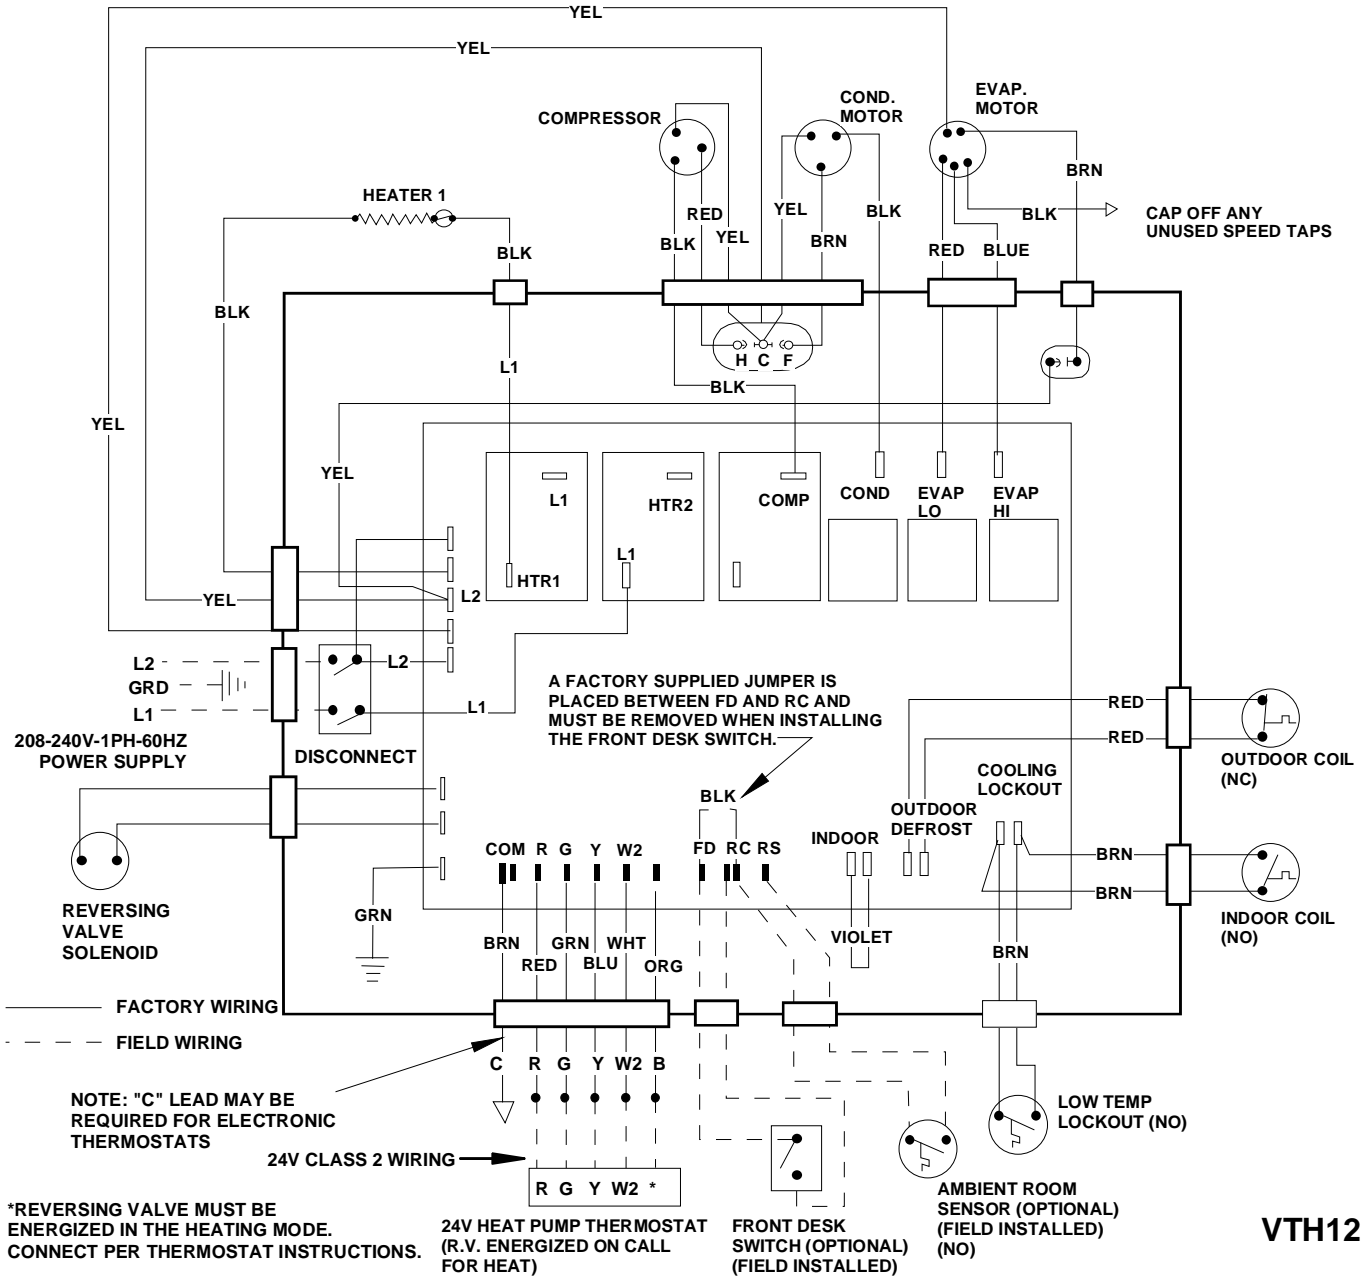 YEL
YEL
COMPRESSOR
COND.
MOTOR
EVAP.
MOTOR
BRN
HEATER 1
RED
YEL
BLK
BLK
CAP OFF ANY
UNUSED SPEED TAPS
BLK
BLK
YEL
BRN
RED
BLUE
BLK
L1
H C F
BLK
YEL
YEL
L1
HTR2
COMP
COND
EVAP
LO
EVAP
HI
L1
HTR1
YEL
L2
L2
GRD
L1
L2
L1
208-240V-1PH-60HZ
POWER SUPPLY
DISCONNECT
A FACTORY SUPPLIED JUMPER IS
PLACED BETWEEN FD AND RC AND
MUST BE REMOVED WHEN INSTALLING
THE FRONT DESK SWITCH.
RED
RED
OUTDOOR COIL
(NC)
COOLING
LOCKOUT
BLK
INDOOR
OUTDOOR
DEFROST
COM R G Y W2
FD RC RS
BRN
BRN
INDOOR COIL
(NO)
REVERSING
VALVE
SOLENOID
GRN
BRN
RED
GRN
BLU
WHT
ORG
VIOLET
BRN
FACTORY WIRING
FIELD WIRING
C R G Y W2 B
NOTE: "C" LEAD MAY BE
REQUIRED FOR ELECTRONIC
THERMOSTATS
24V CLASS 2 WIRING
LOW TEMP
LOCKOUT (NO)
R G Y W2 *
*REVERSING VALVE MUST BE
ENERGIZED IN THE HEATING MODE.
CONNECT PER THERMOSTAT INSTRUCTIONS.
24V HEAT PUMP THERMOSTAT
(R.V. ENERGIZED ON CALL
FOR HEAT)
FRONT DESK
SWITCH (OPTIONAL)
(FIELD INSTALLED)
AMBIENT ROOM
SENSOR (OPTIONAL)
(FIELD INSTALLED)
(NO)
VTH12